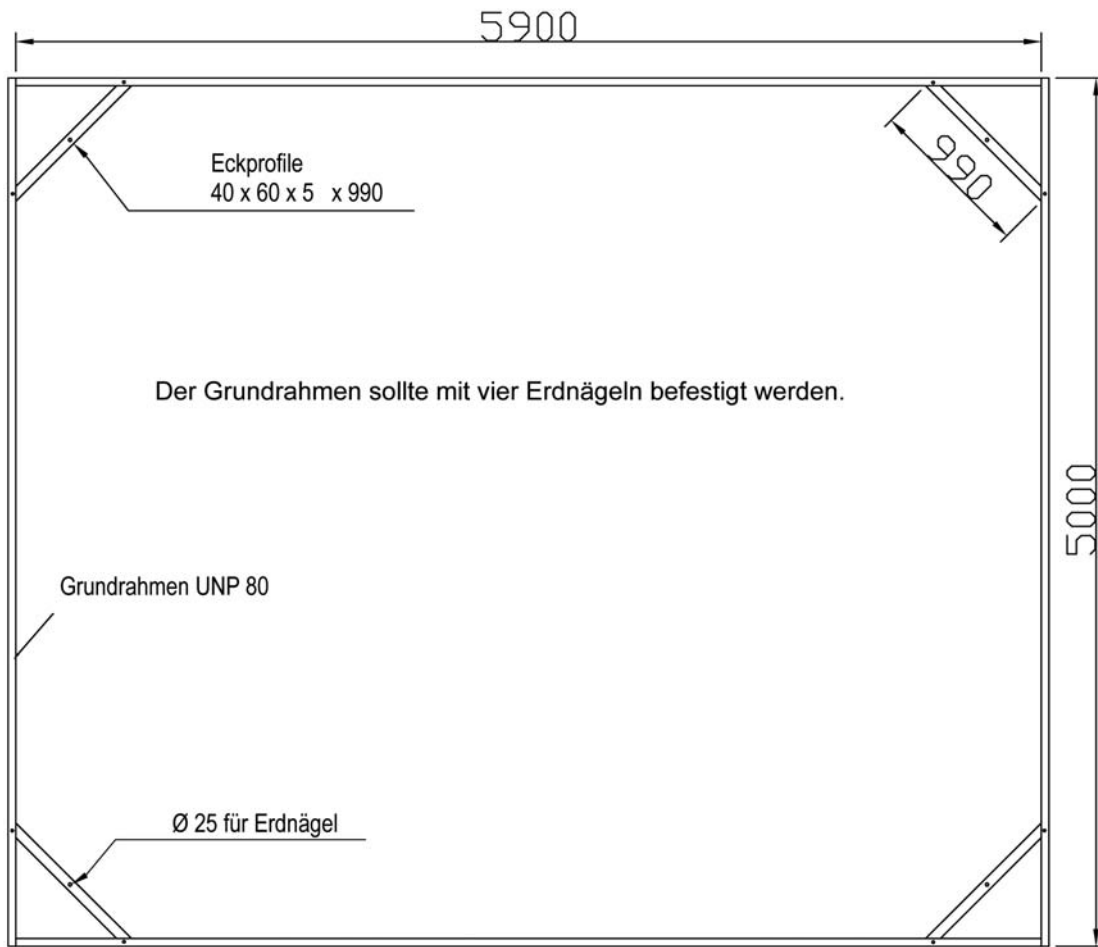 5900
Eckprofile
40 x 60 x 5 x 990
990
Der Grundrahmen sollte mit vier Erdnägeln befestigt werden.
5000
Grundrahmen UNP 80
Ø 25 für Erdnägel